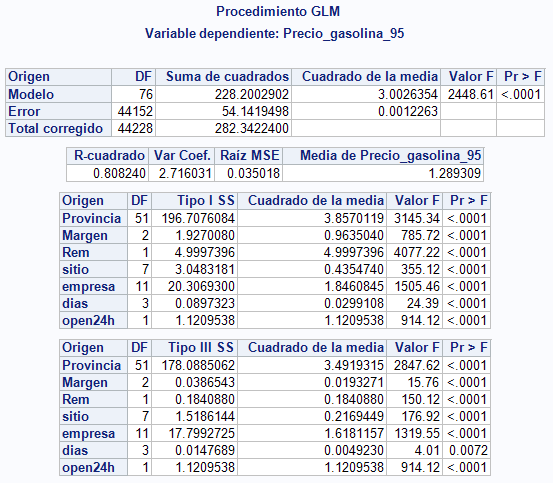 Procedimiento GLM
Variable dependiente: Precio_gasolina_95
Origen DF Suma de cuadrados Cuadrado de la media Valor F Pr > F
Modelo 76 228.2002902 3.0026354 2448.61 <.0001
Error 44152 54.1419498 0.0012263
Total corregido 44228 282.3422400
R-cuadrado Var Coef. Raíz MSE Media de Precio_gasolina_95
0.808240 2.716031 0.035018 1.289309
Origen DF Tipo I SS Cuadrado de la media Valor F Pr > F
Provincia 51 196.7076084 3.8570119 3145.34 <.0001
Margen 2 1.9270080 0.9635040 785.72 <.0001
Rem 1 4.9997396 4.9997396 4077.22 <.0001
sitio 7 3.0483181 0.4354740 355.12 <.0001
empresa 11 20.3069300 1.8460845 1505.46 <.0001
dias 3 0.0897323 0.0299108 24.39 <.0001
open24h 1 1.1209538 1.1209538 914.12 <.0001
Origen DF Tipo III SS Cuadrado de la media Valor F Pr > F
Provincia 51 178.0885062 3.4919315 2847.62 <.0001
Margen 2 0.0386543 0.0193271 15.76 <.0001
Rem 1 0.1840880 0.1840880 150.12 <.0001
sitio 7 1.5186144 0.2169449 176.92 <.0001
empresa 11 17.7992725 1.6181157 1319.55 <.0001
dias 3 0.0147689 0.0049230 4.01 0.0072
open24h 1 1.1209538 1.1209538 914.12 <.0001